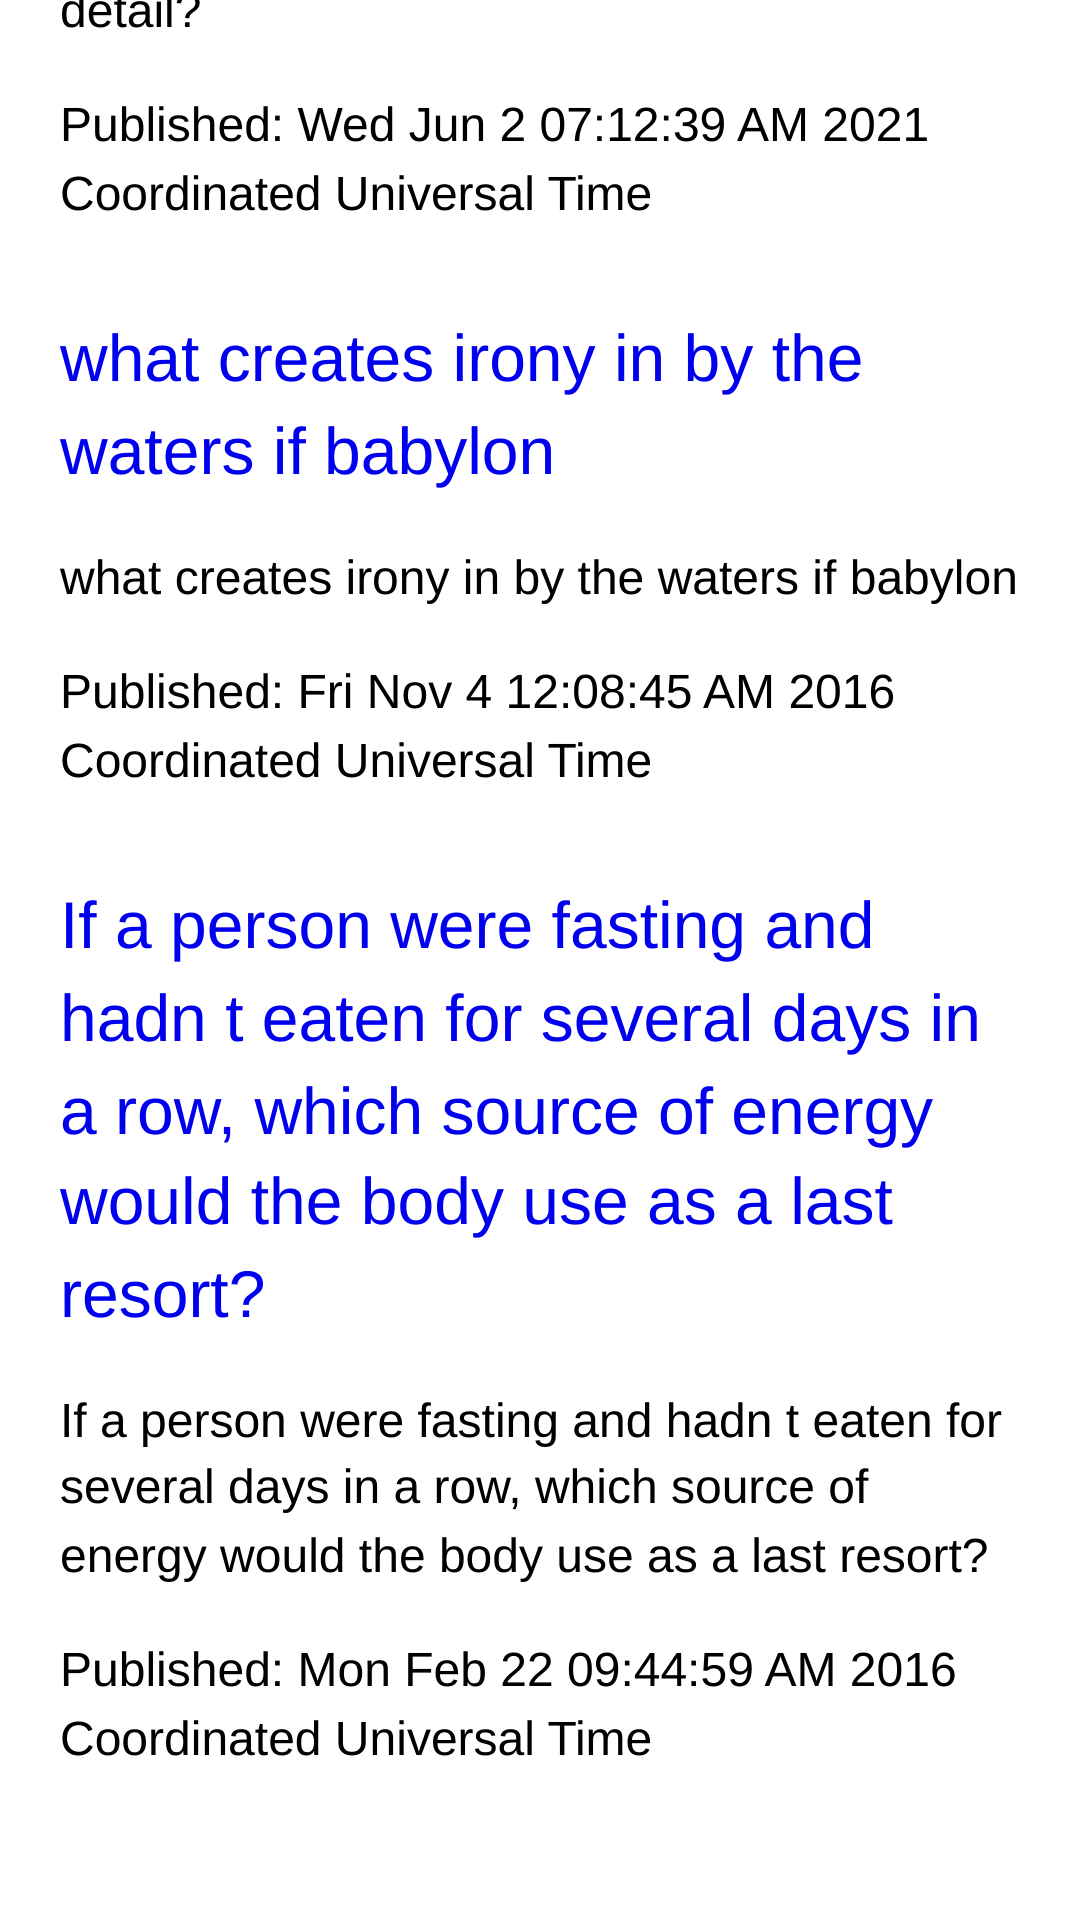 detail?
Published: Wed Jun 2 07:12:39 AM 2021
Coordinated Universal Time
what creates irony in by the
waters if babylon
what creates irony in by the waters if babylon
Published: Fri Nov 4 12:08:45 AM 2016
Coordinated Universal Time
If a person were fasting and
hadn t eaten for several days in
a row, which source of energy
would the body use as a last
resort?
If a person were fasting and hadn t eaten for
several days in a row, which source of
energy would the body use as a last resort?
Published: Mon Feb 22 09:44:59 AM 2016
Coordinated Universal Time